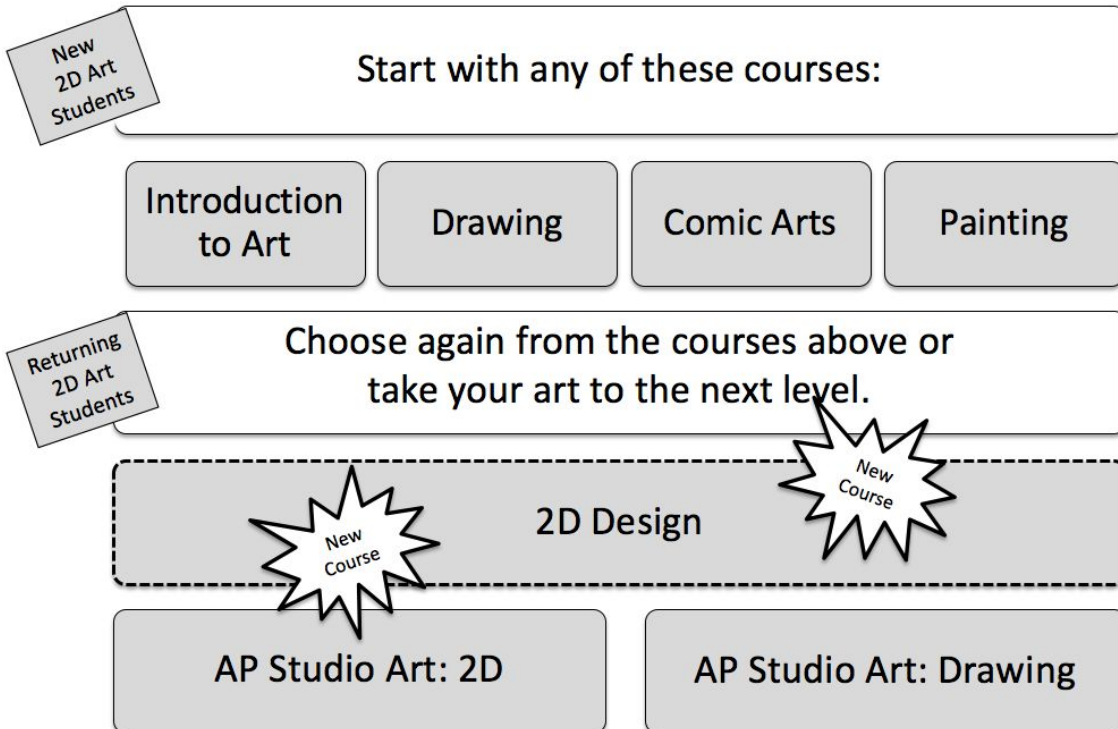 New
2D Art
Students
Start with any of these courses:
Introduction
to Art
Drawing
Comic Arts
Painting
Returning
2D Art
Students
Choose again from the courses above or
take your art to the next level.
New
Course
2D Design
New
Course
AP Studio Art: 2D
AP Studio Art: Drawing